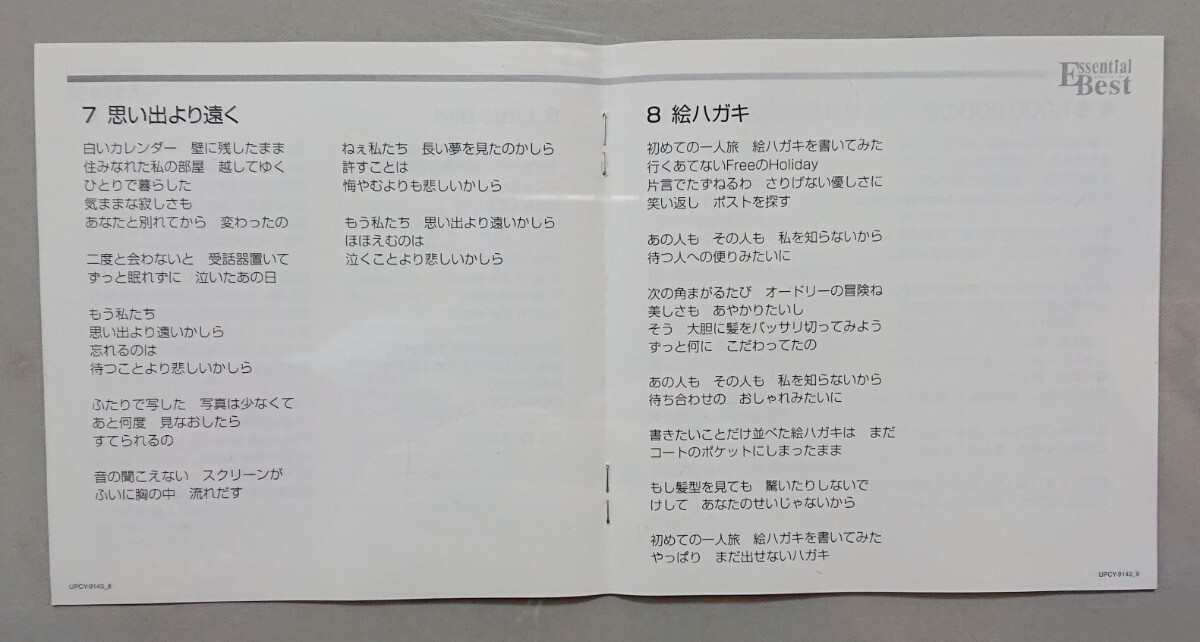 Essential
Best
7 思い出より遠く
白いカレンダー　壁に残したまま
住みなれた私の部屋　越してゆく
ひとりで暮らした
気ままな寂しさも
あなたと別れてから　変わったの
二度と会わないと　受話器置いて
ずっと眠れずに　泣いたあの日
もう私たち
思い出より遠いかしら
忘れるのは
待つことより悲しいかしら
ふたりで写した　写真は少なくて
あと何度　見なおしたら
すてられるの
音の聞こえない　スクリーンが
ふいに胸の中　流れだす
ねぇ私たち　長い夢を見たのかしら
許すことは
悔やむよりも悲しいかしら
もう私たち　思い出より遠いかしら
ほほえむのは
泣くことより悲しいかしら
UPCY-9143_8
8 絵ハガキ
初めての一人旅　絵ハガキを書いてみた
行くあてないFreeのHoliday
片言でたずねるわ　さりげない優しさに
笑い返し　ポストを探す
あの人も　その人も　私を知らないから
待つ人への便りみたいに
次の角まがるたび　オードリーの冒険ね
美しさも　あやかりたいし
そう　大胆に髪をバッサリ切ってみよう
ずっと何に　こだわってたの
あの人も　その人も　私を知らないから
待ち合わせの　おしゃれみたいに
書きたいことだけ並べた絵ハガキは　まだ
コートのポケットにしまったまま
もし髪型を見ても　驚いたりしないで
けして　あなたのせいじゃないから
初めての一人旅　絵ハガキを書いてみた
やっぱり　まだ出せないハガキ
UPCY-9143_8